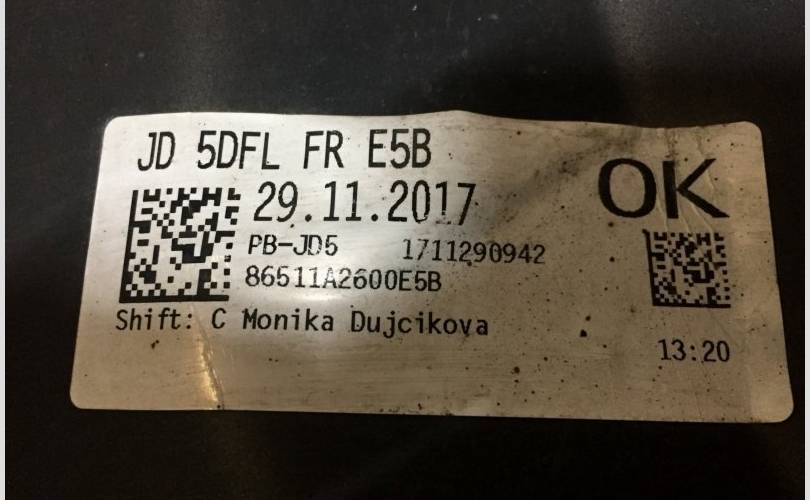 JD 5DFL FR E5B
OK
29.11.2017
PB-JD5 1711290942
86511A2600E5B
Shift: C Monika Dujcikova
13:20